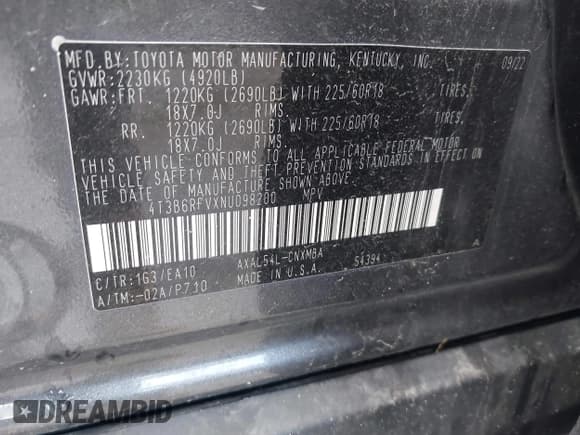 MFD.BY:TOYOTA MOTOR MANUFACTURING, KENTUCKY, INC. 09/22
GVWR:2230KG (4920LB)
GAWR:FRT. 1220KG (2690LB) WITH 225/60R18 TIRES,
18X7.0J RIMS.
RR. 1220KG (2690LB) WITH 225/60R18 TIRES,
18X7.0J RIMS.
THIS VEHICLE CONFORMS TO ALL APPLICABLE FEDERAL MOTOR
VEHICLE SAFETY AND THEFT PREVENTION STANDARDS IN EFFECT ON
THE DATE OF MANUFACTURE SHOWN ABOVE.
4T3B6RFVXNU098200 MPV
C/TR:1G3/EA10 AXAL54L-CNXMBA 54394 A
A/TM:-02A/P710 MADE IN U.S.A.
DREAMBID